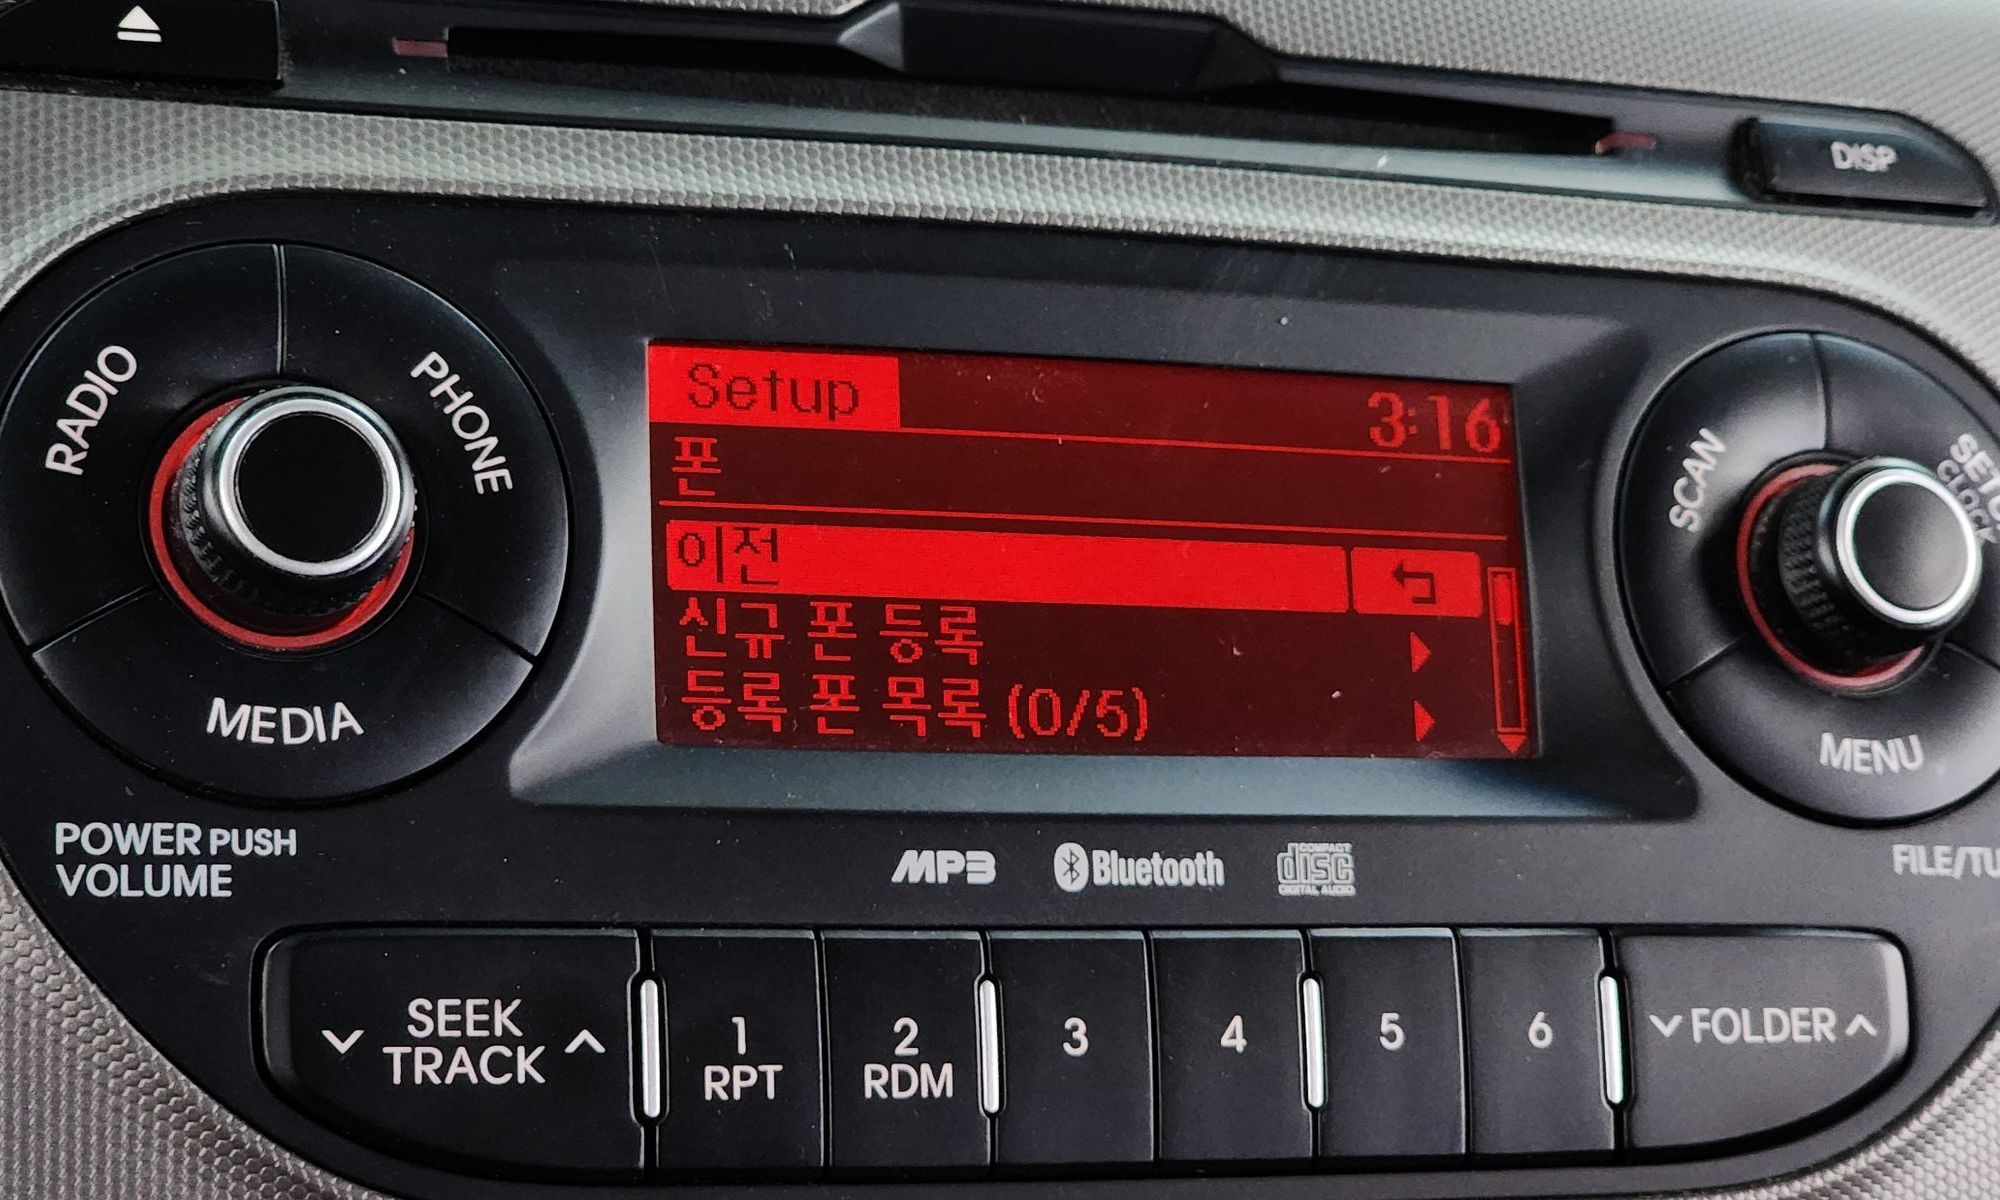 DISP
RADIO
PHONE
MEDIA
Setup
3:16
폰
이전
신규 폰 등록
등록 폰 목록 (0/5)
SCAN
CLOCK
MENU
POWER PUSH
VOLUME
MP3
Bluetooth
COMPACT
disc
DIGITAL AUDIO
SEEK
TRACK
1
RPT
2
RDM
3
4
5
6
FOLDER